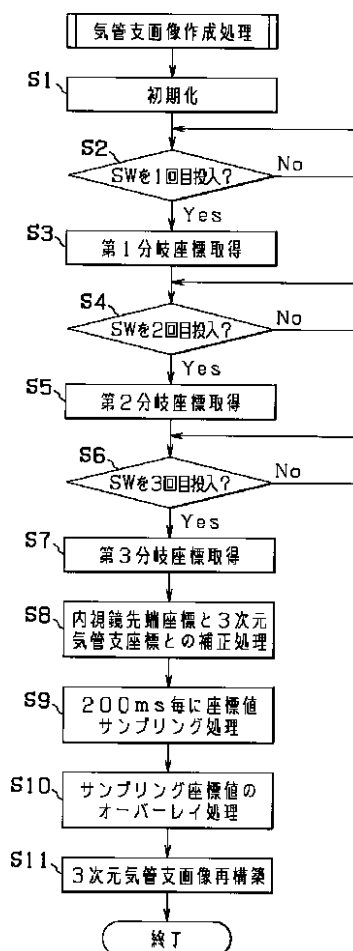 気管支画像作成処理
S1
初期化
S2
SWを1回目投入?
No
Yes
S3
第1分岐座標取得
S4
SWを2回目投入?
No
Yes
S5
第2分岐座標取得
S6
SWを3回目投入?
No
Yes
S7
第3分岐座標取得
S8
内視鏡先端座標と3次元
気管支座標との補正処理
S9
200ms毎に座標値
サンプリング処理
S10
サンプリング座標値の
オーバーレイ処理
S11
3次元気管支画像再構築
終了